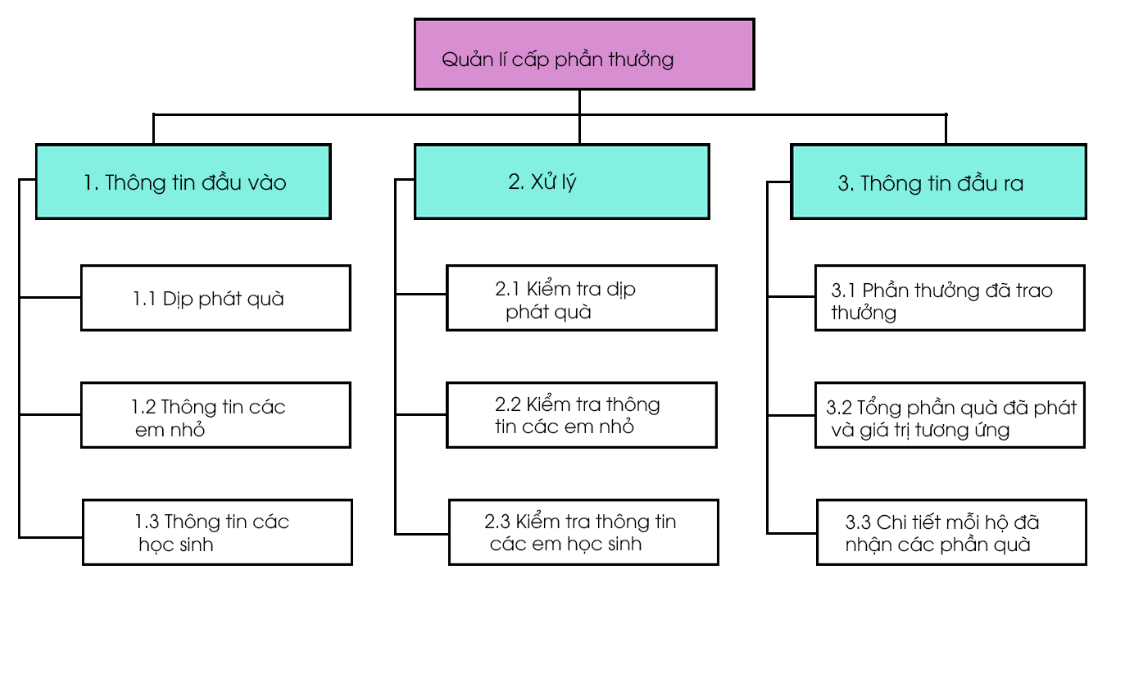 Quản lí cấp phần thưởng
1. Thông tin đầu vào
2. Xử lý
3. Thông tin đầu ra
1.1 Dịp phát quà
1.2 Thông tin các
em nhỏ
1.3 Thông tin các
học sinh
2.1 Kiểm tra dịp
phát quà
2.2 Kiểm tra thông
tin các em nhỏ
2.3 Kiểm tra thông tin
các em học sinh
3.1 Phần thưởng đã trao
thưởng
3.2 Tổng phần quà đã phát
và giá trị tương ứng
3.3 Chi tiết mỗi hộ đã
nhận các phần quà